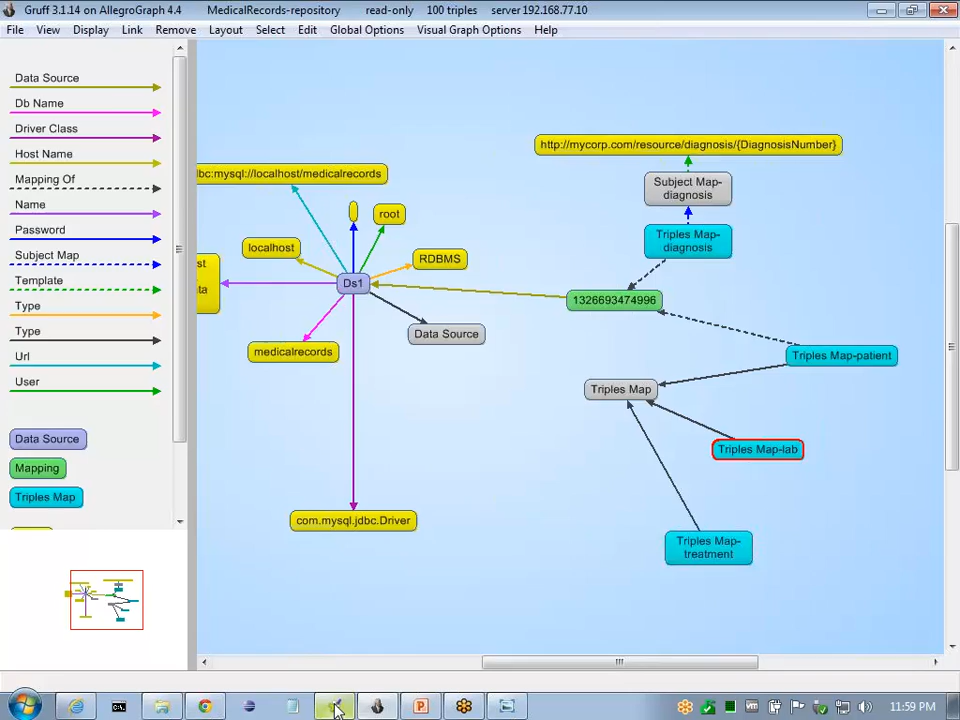 Gruff 3.1.14 on AllegroGraph 4.4 MedicalRecords-repository read-only 100 triples server 192.168.77.10
File View Display Link Remove Layout Select Edit Global Options Visual Graph Options Help
Data Source
Db Name
Driver Class
Host Name
Mapping Of
Name
Password
Subject Map
Template
Type
Type
Url
User
Data Source
Mapping
Triples Map
http://mycorp.com/resource/diagnosis/{DiagnosisNumber}
bc:mysql://localhost/medicalrecords
Subject Map-
diagnosis
root
Triples Map-
diagnosis
localhost
RDBMS
st
ta
Ds1
1326693474996
Data Source
medicalrecords
Triples Map-patient
Triples Map
Triples Map-lab
com.mysql.jdbc.Driver
Triples Map-
treatment
11:59 PM